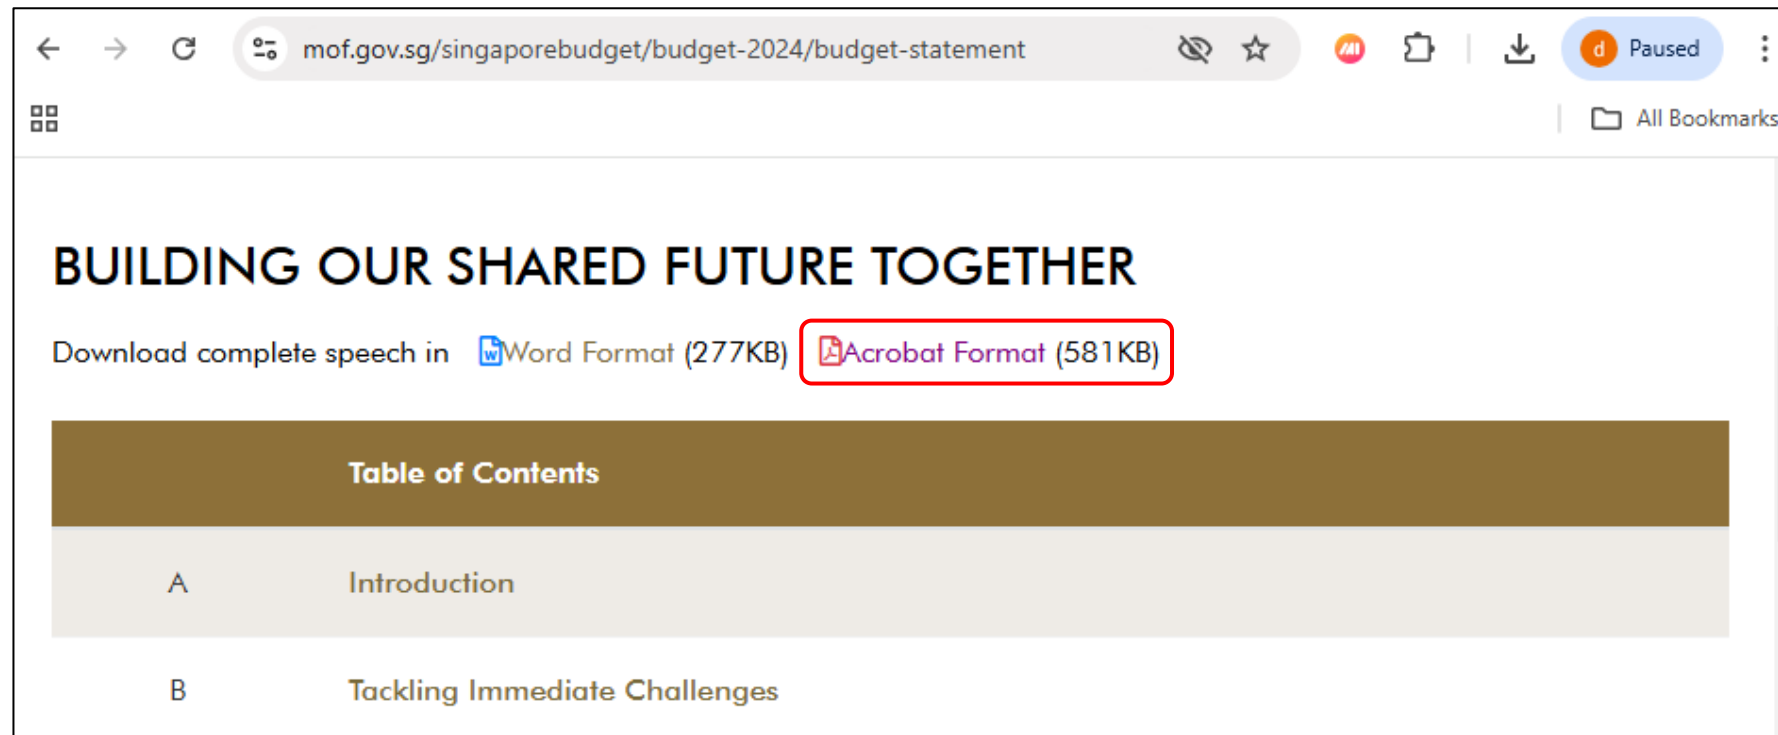 mof.gov.sg/singaporebudget/budget-2024/budget-statement
d Paused
All Bookmarks
BUILDING OUR SHARED FUTURE TOGETHER
Download complete speech in Word Format (277KB) Acrobat Format (581KB)
Table of Contents
A Introduction
B Tackling Immediate Challenges